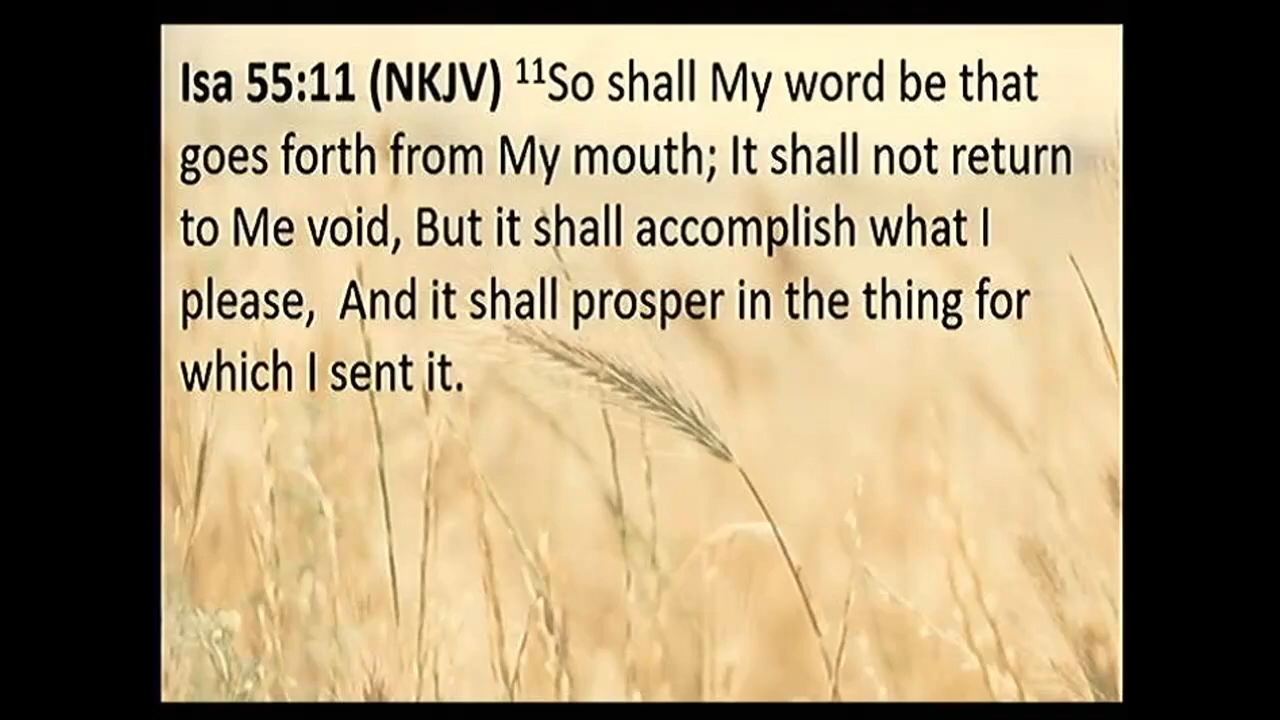 Isa 55:11 (NKJV) ¹¹So shall My word be that
goes forth from My mouth; It shall not return
to Me void, But it shall accomplish what I
please,  And it shall prosper in the thing for
which I sent it.